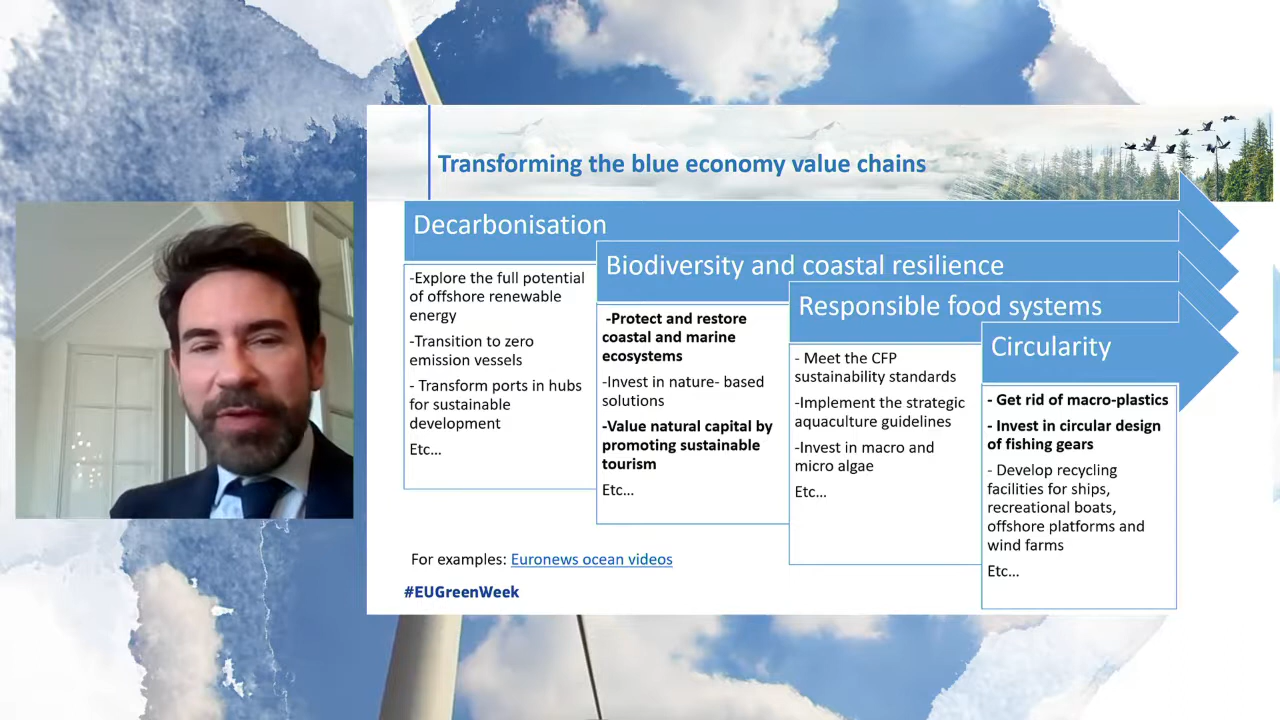 Transforming the blue economy value chains
Decarbonisation
-Explore the full potential
of offshore renewable
energy
-Transition to zero
emission vessels
- Transform ports in hubs
for sustainable
development
Etc...
Biodiversity and coastal resilience
-Protect and restore
coastal and marine
ecosystems
-Invest in nature- based
solutions
-Value natural capital by
promoting sustainable
tourism
Etc...
Responsible food systems
- Meet the CFP
sustainability standards
-Implement the strategic
aquaculture guidelines
-Invest in macro and
micro algae
Etc...
Circularity
- Get rid of macro-plastics
- Invest in circular design
of fishing gears
- Develop recycling
facilities for ships,
recreational boats,
offshore platforms and
wind farms
Etc...
For examples: Euronews ocean videos
#EUGreenWeek